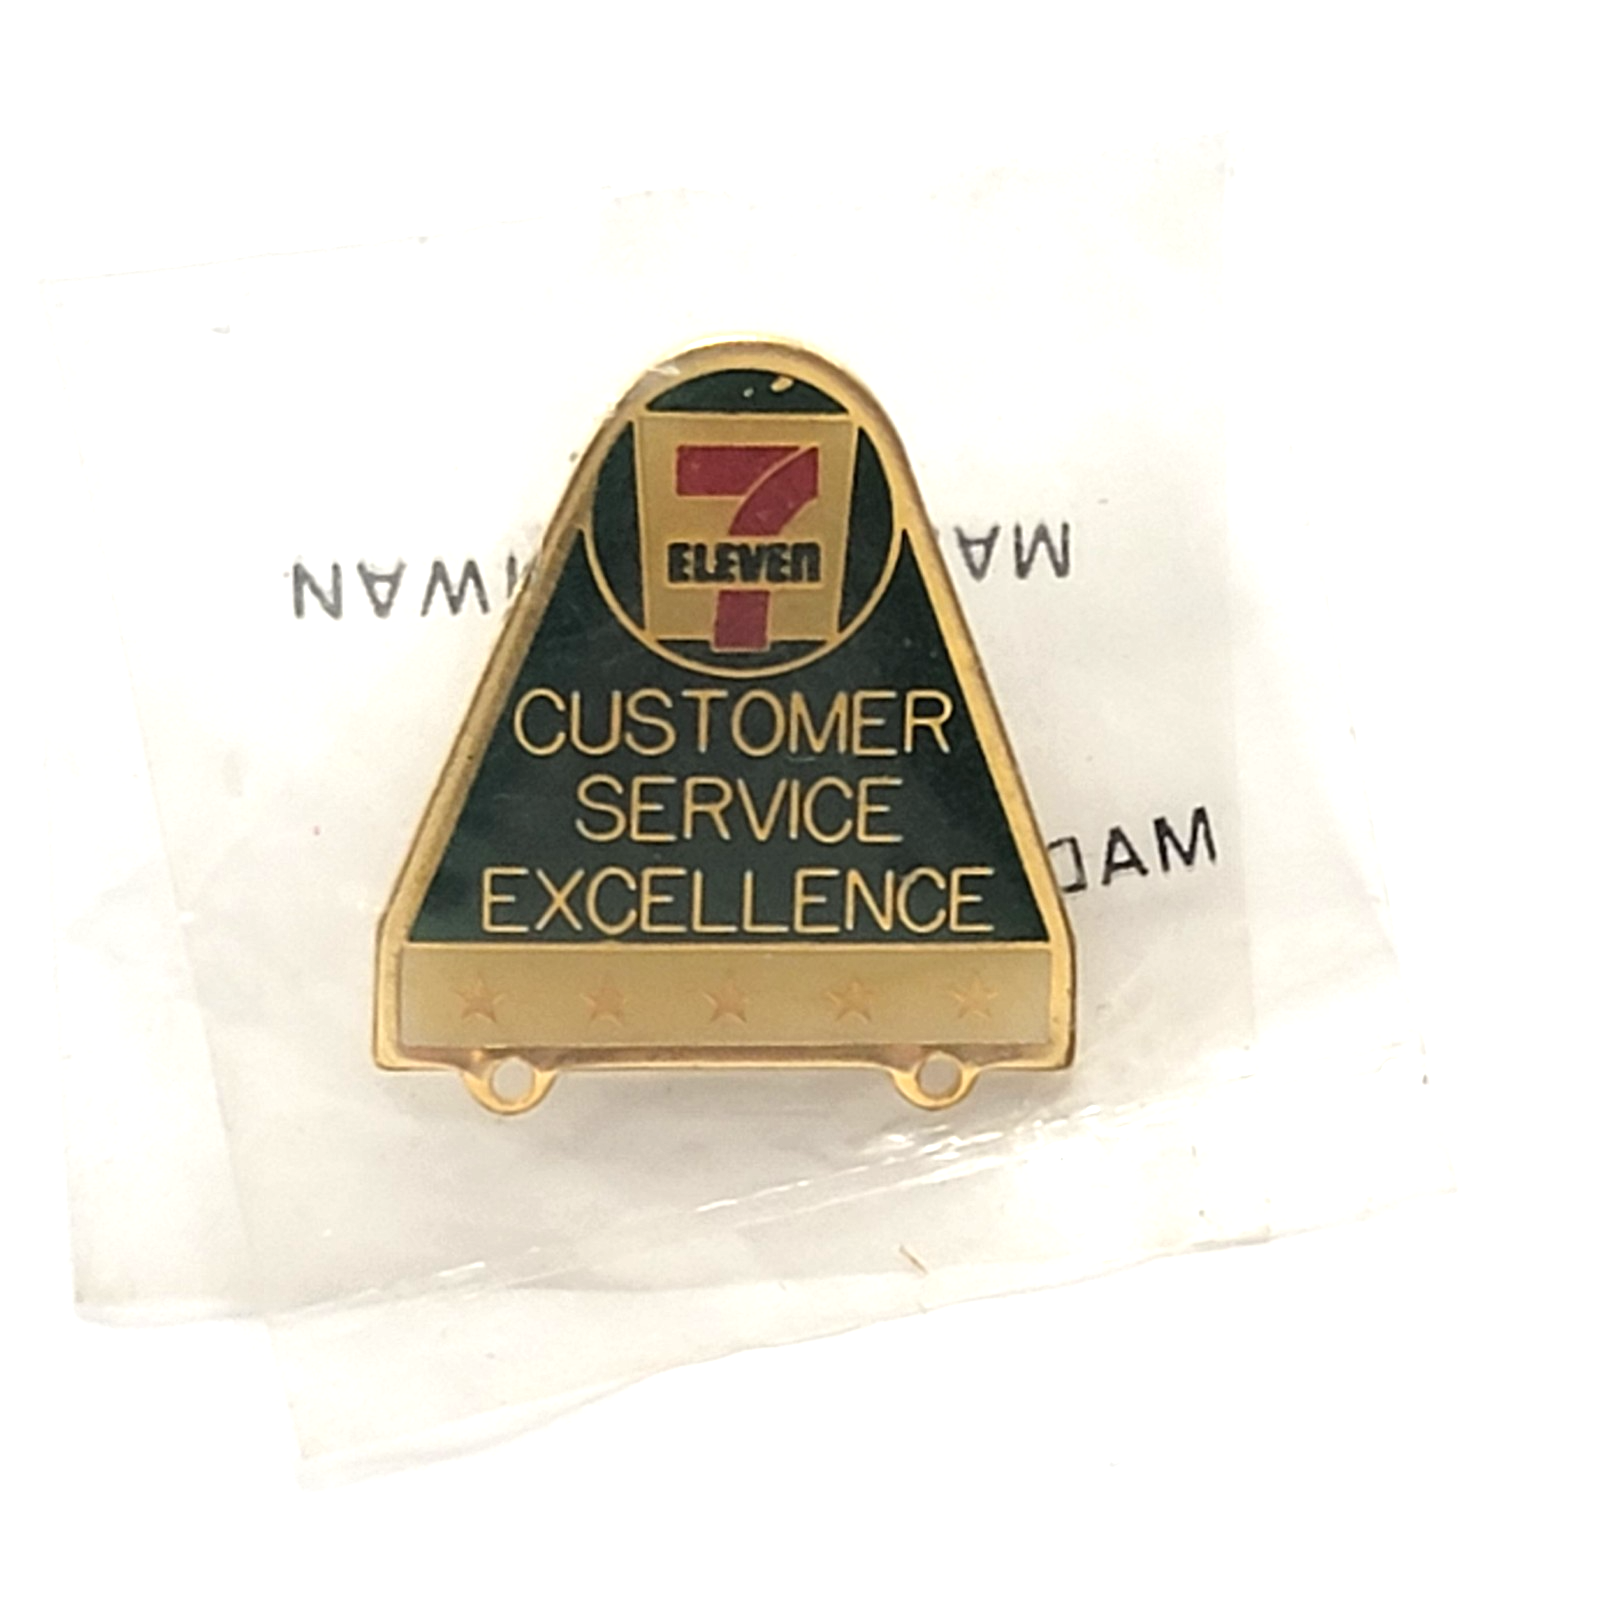 7
ELEVEn
CUSTOMER
SERVICE
EXCELLENCE